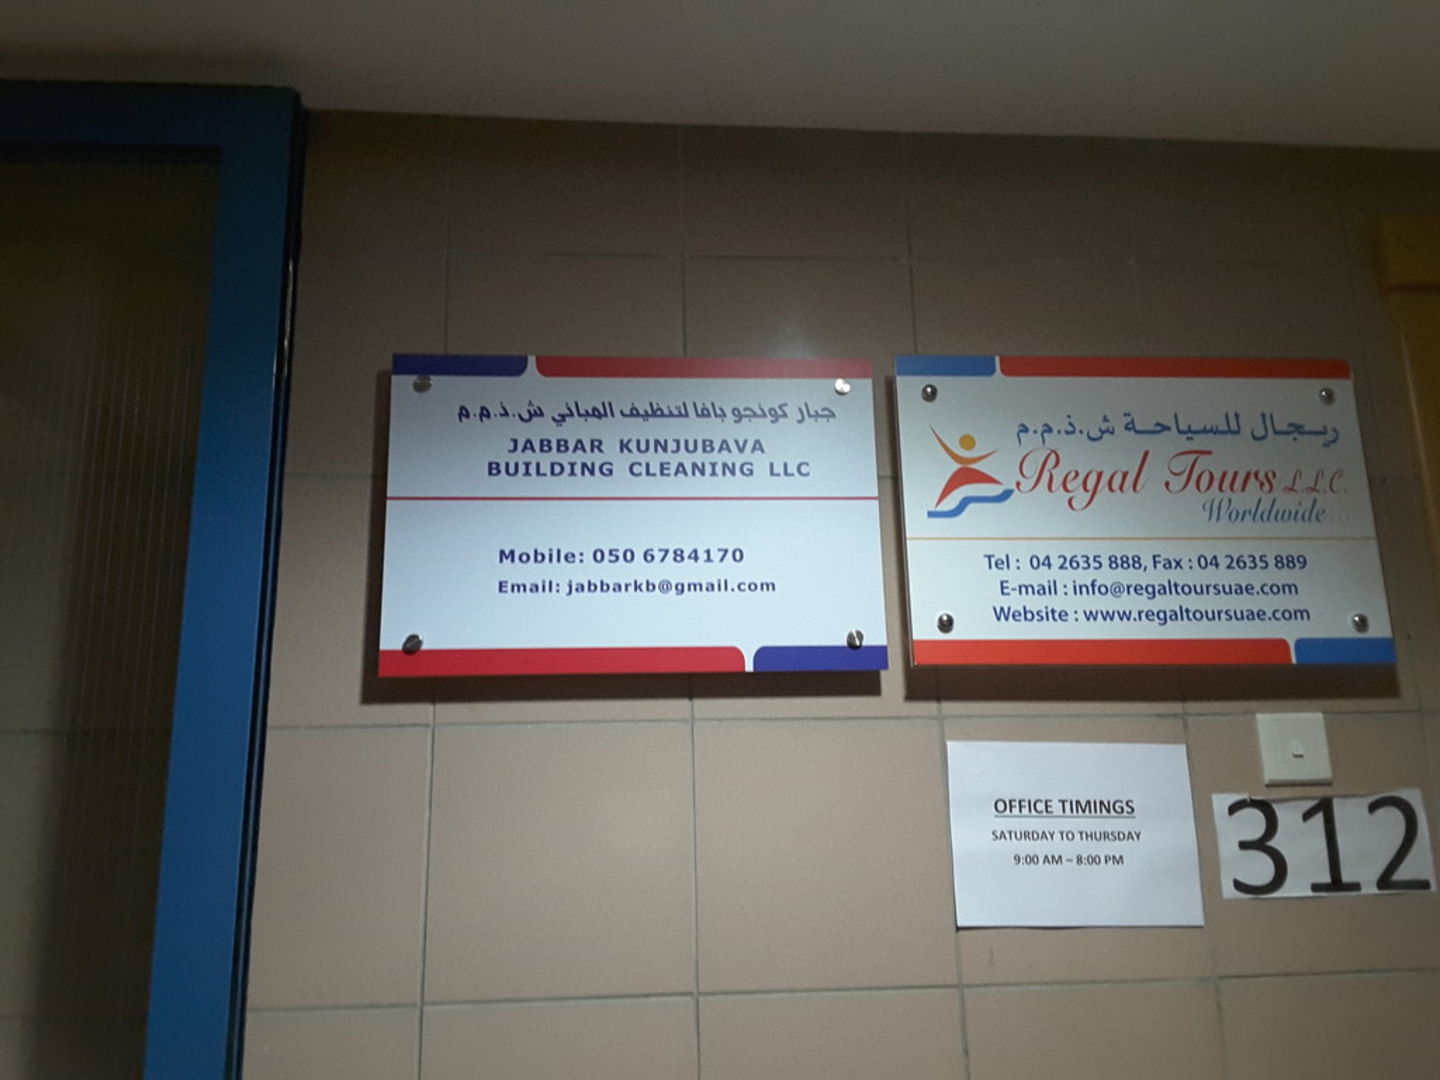 جبار كونجو بافا لتنظيف المباني ش.ذ.م.م
JABBAR KUNJUBAVA
BUILDING CLEANING LLC
Mobile: 050 6784170
Email: jabbarkb@gmail.com
ريـجـال للـسيـاحـة ش.ذ.م.م
Regal Tours L.L.C.
Worldwide...
Tel : 04 2635 888, Fax : 04 2635 889
E-mail : info@regaltoursuae.com
Website : www.regaltoursuae.com
OFFICE TIMINGS
SATURDAY TO THURSDAY
9:00 AM – 8:00 PM
312